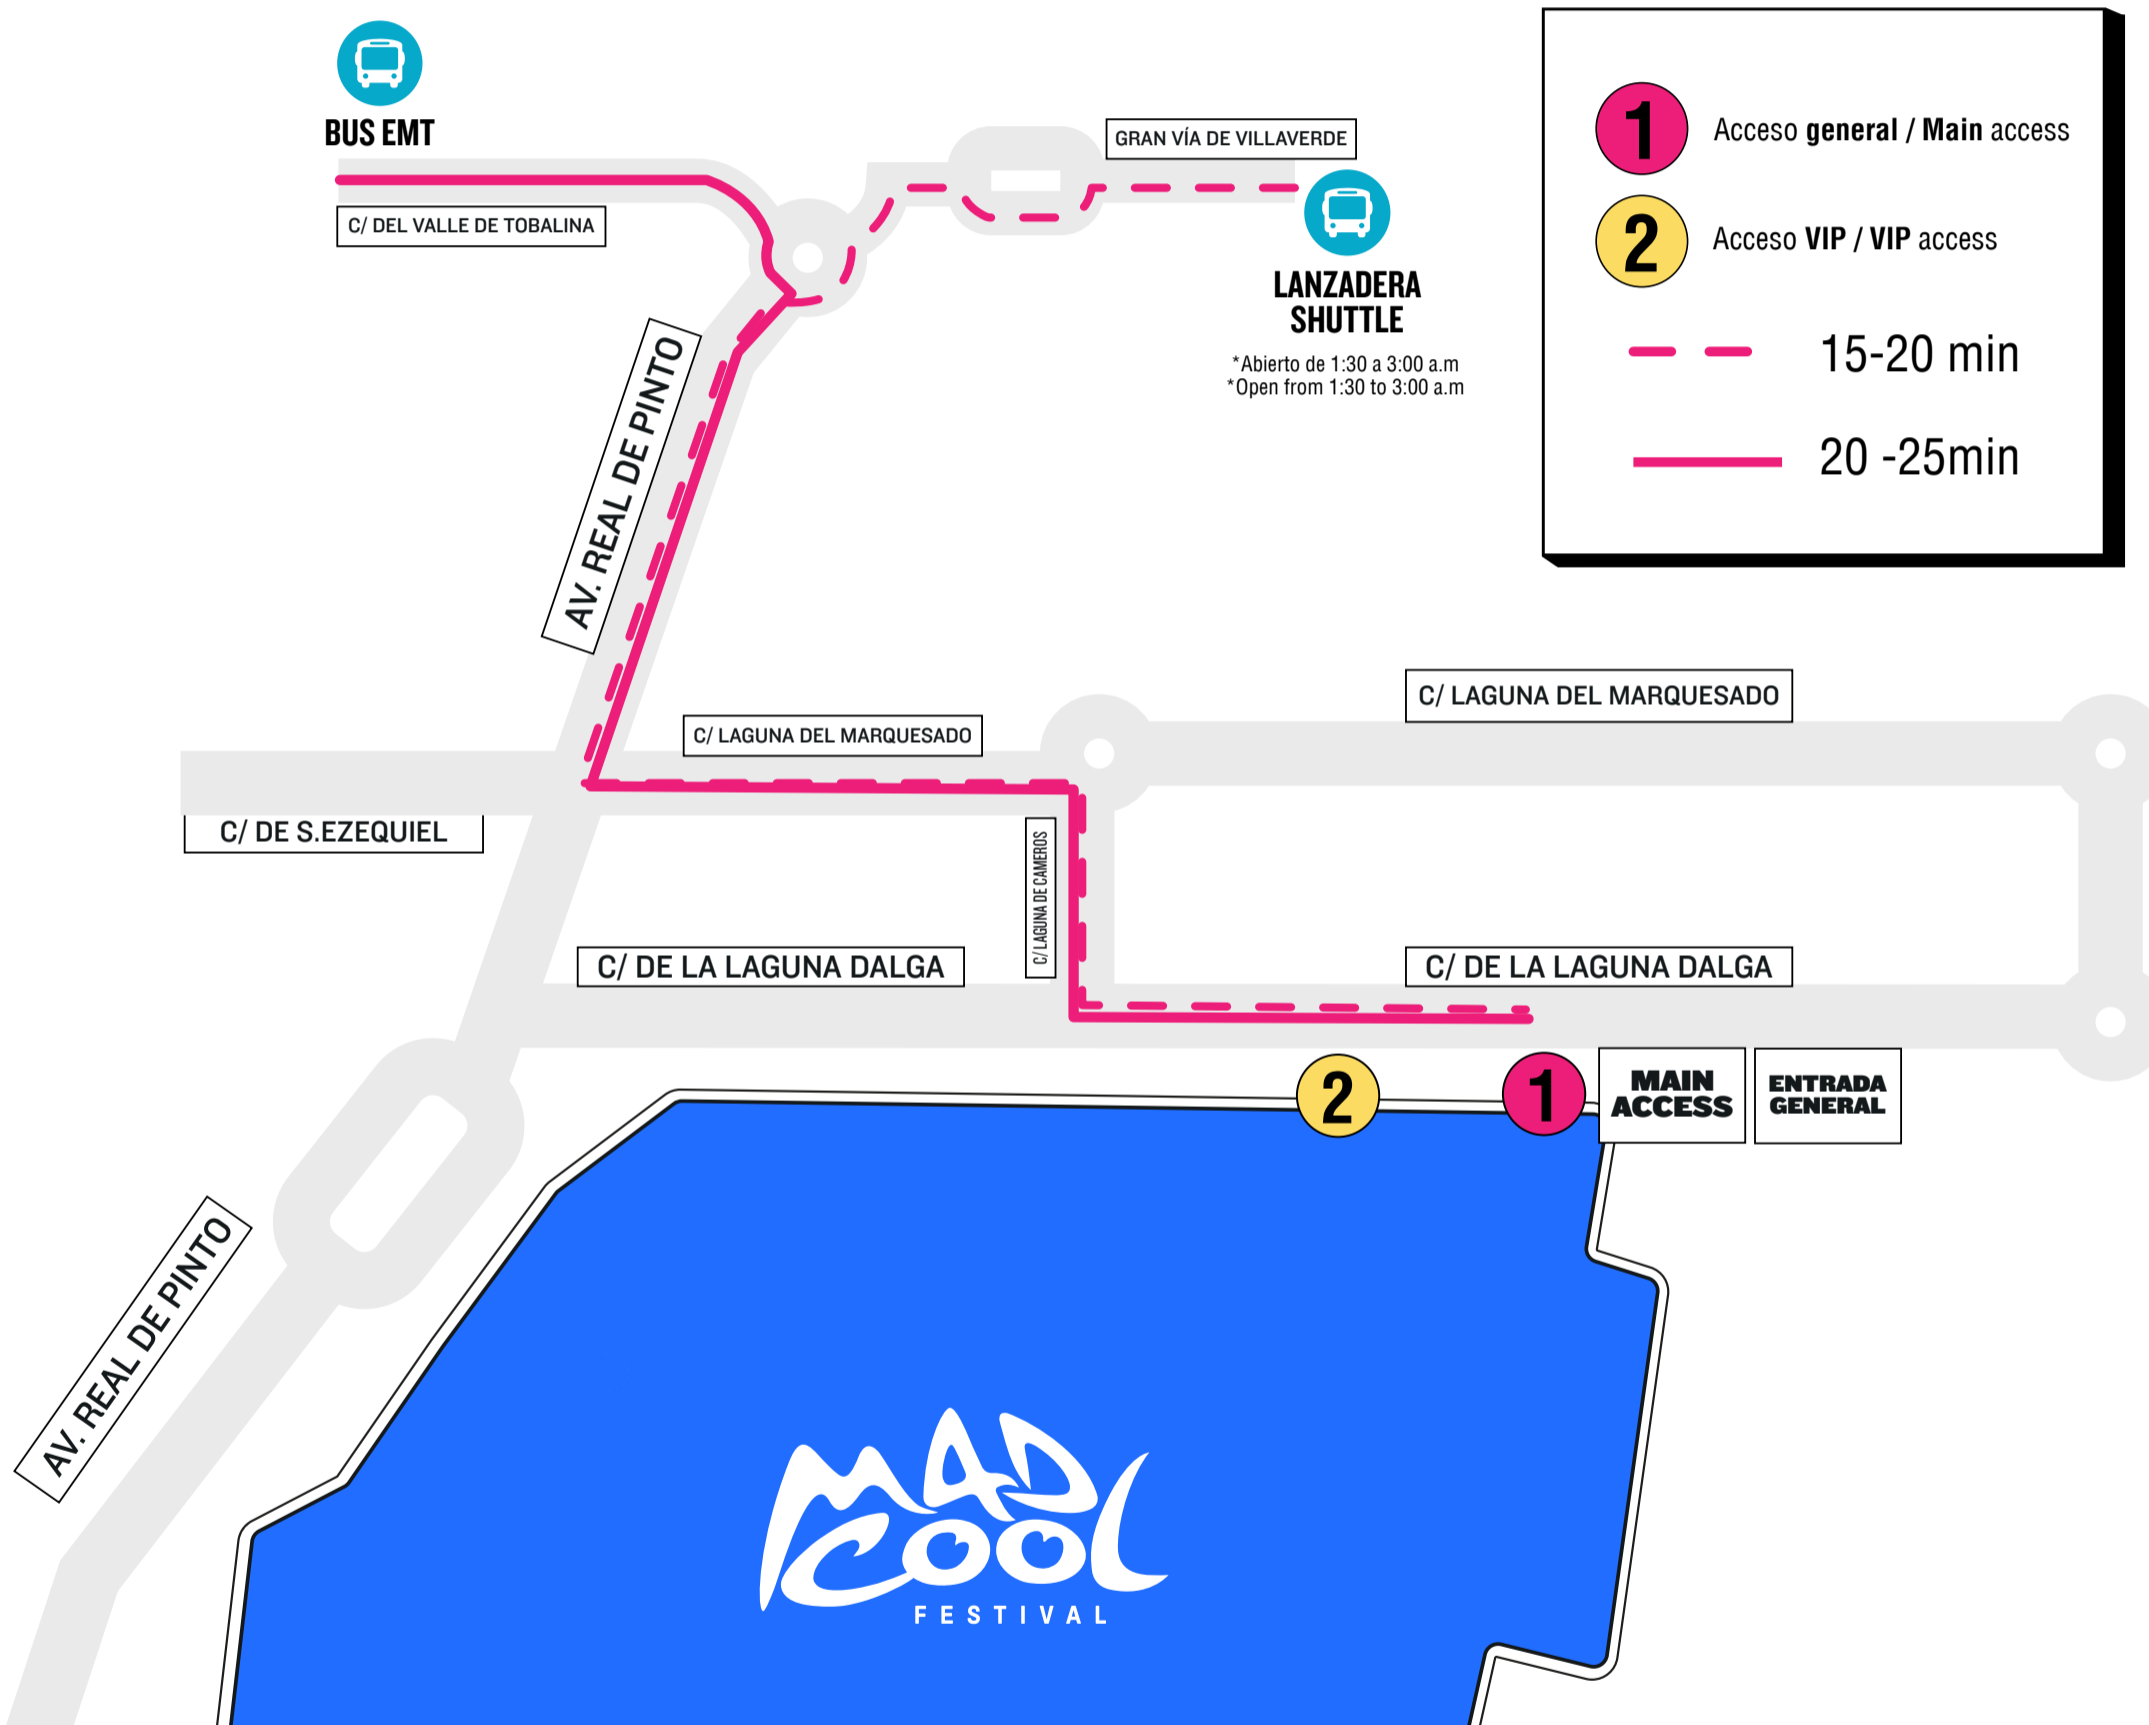 BUS EMT
C/ DEL VALLE DE TOBALINA
GRAN VÍA DE VILLAVERDE
LANZADERA
SHUTTLE
*Abierto de 1:30 a 3:00 a.m
*Open from 1:30 to 3:00 a.m
1 Acceso general / Main access
2 Acceso VIP / VIP access
15-20 min
20 -25min
AV. REAL DE PINTO
C/ LAGUNA DEL MARQUESADO
C/ LAGUNA DEL MARQUESADO
C/ DE S.EZEQUIEL
C/ LAGUNA DE CAMEROS
C/ DE LA LAGUNA DALGA
C/ DE LA LAGUNA DALGA
2
1
MAIN
ACCESS
ENTRADA
GENERAL
AV. REAL DE PINTO
MAD
COOL
FESTIVAL